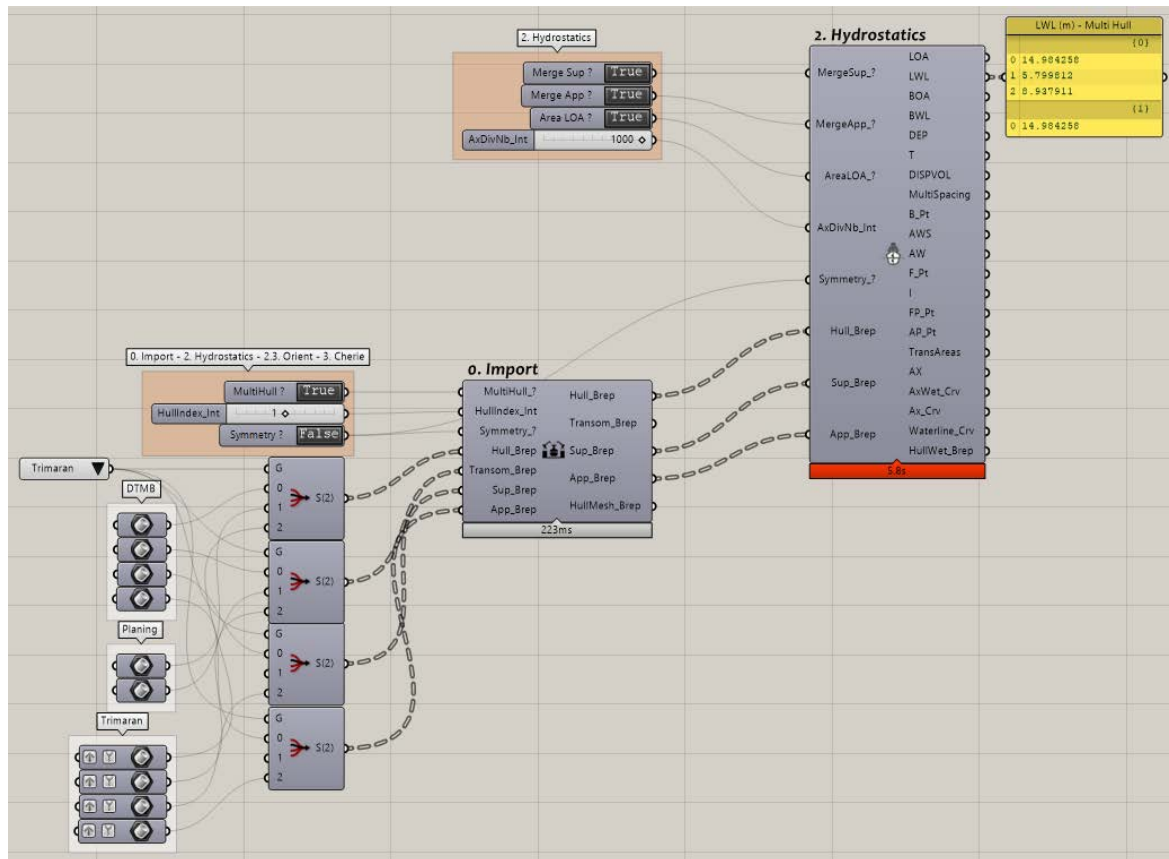 2. Hydrostatics
Merge Sup ? True
Merge App ? True
Area LOA ? True
AxDivNb_Int 1000
2. Hydrostatics
MergeSup_?
MergeApp_?
AreaLOA_?
AxDivNb_Int
Symmetry_?
Hull_Brep
Sup_Brep
App_Brep
LOA
LWL
BOA
BWL
DEP
T
DISPVOL
MultiSpacing
B_Pt
AWS
AW
F_Pt
I
FP_Pt
AP_Pt
TransAreas
AX
AxWet_Crv
Ax_Crv
Waterline_Crv
HullWet_Brep
5.8s
LWL (m) - Multi Hull
{0}
0 14.984258
1 5.799812
2 8.937911
{1}
0 14.984258
0. Import - 2. Hydrostatics - 2.3. Orient - 3. Cherie
MultiHull ? True
HullIndex_Int 1
Symmetry ? False
0. Import
MultiHull_?
HullIndex_Int
Symmetry_?
Hull_Brep
Transom_Brep
Sup_Brep
App_Brep
Hull_Brep
Transom_Brep
Sup_Brep
App_Brep
HullMesh_Brep
223ms
Trimaran
DTMB
Planing
Trimaran
G
0
1
2
S(2)
G
0
1
2
S(2)
G
0
1
2
S(2)
G
0
1
2
S(2)